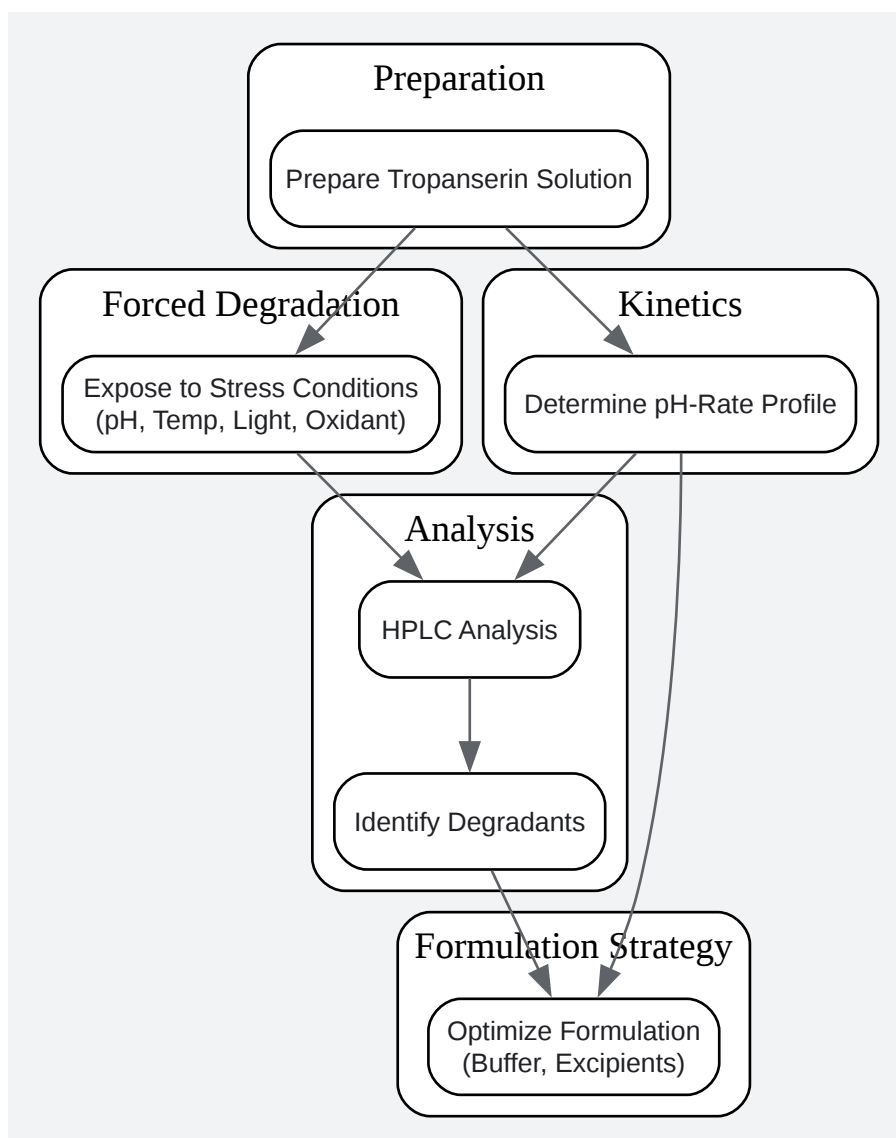 Preparation
Prepare Tropanserin Solution
Forced Degradation
Kinetics
Expose to Stress Conditions
(pH, Temp, Light, Oxidant)
Determine pH-Rate Profile
Analysis
HPLC Analysis
Identify Degradants
Formulation Strategy
Optimize Formulation
(Buffer, Excipients)